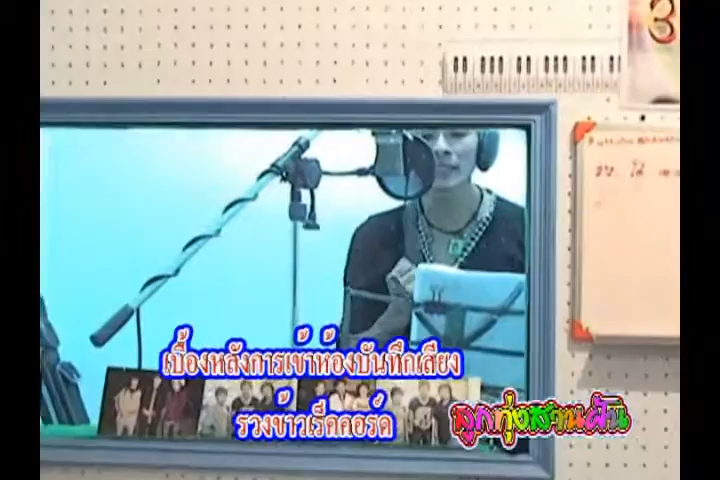 3
เบื้องหลังการเข้าห้องบันทึกเสียง
รวงข้าวเรีคคอร์ด
ลูกทุ่งสานฝัน